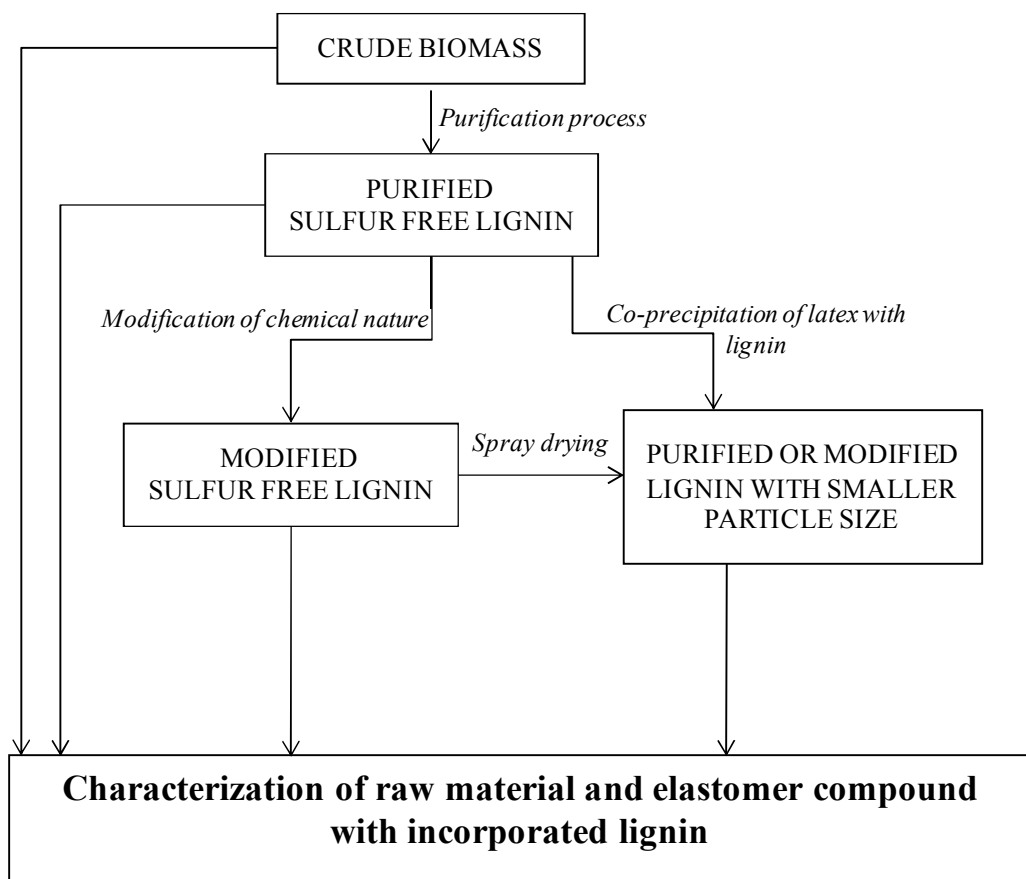 CRUDE BIOMASS
Purification process
PURIFIED
SULFUR FREE LIGNIN
Modification of chemical nature
Co-precipitation of latex with
lignin
MODIFIED
SULFUR FREE LIGNIN
Spray drying
PURIFIED OR MODIFIED
LIGNIN WITH SMALLER
PARTICLE SIZE
Characterization of raw material and elastomer compound
with incorporated lignin